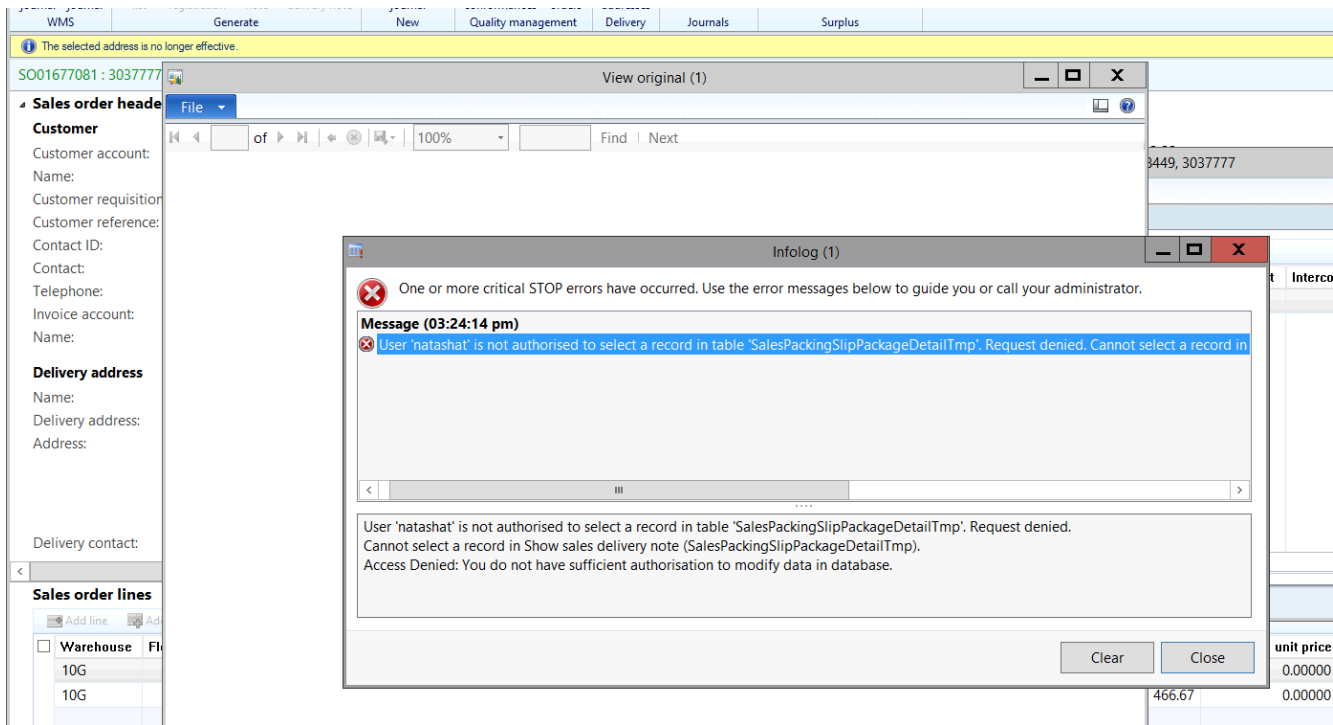 WMS Generate New Quality management Delivery Journals Surplus
The selected address is no longer effective.
SO01677081 : 3037777
View original (1)
File
of 100% Find Next
Sales order heade
Customer
Customer account:
Name:
Customer requisition
Customer reference:
Contact ID:
Contact:
Telephone:
Invoice account:
Name:
Delivery address
Name:
Delivery address:
Address:
Delivery contact:
3449, 3037777
t Interco
Infolog (1)
One or more critical STOP errors have occurred. Use the error messages below to guide you or call your administrator.
Message (03:24:14 pm)
User 'natashat' is not authorised to select a record in table 'SalesPackingSlipPackageDetailTmp'. Request denied. Cannot select a record in
User 'natashat' is not authorised to select a record in table 'SalesPackingSlipPackageDetailTmp'. Request denied.
Cannot select a record in Show sales delivery note (SalesPackingSlipPackageDetailTmp).
Access Denied: You do not have sufficient authorisation to modify data in database.
Clear Close
Sales order lines
Add line Ad
Warehouse Fl unit price
10G 0.00000
10G 466.67 0.00000